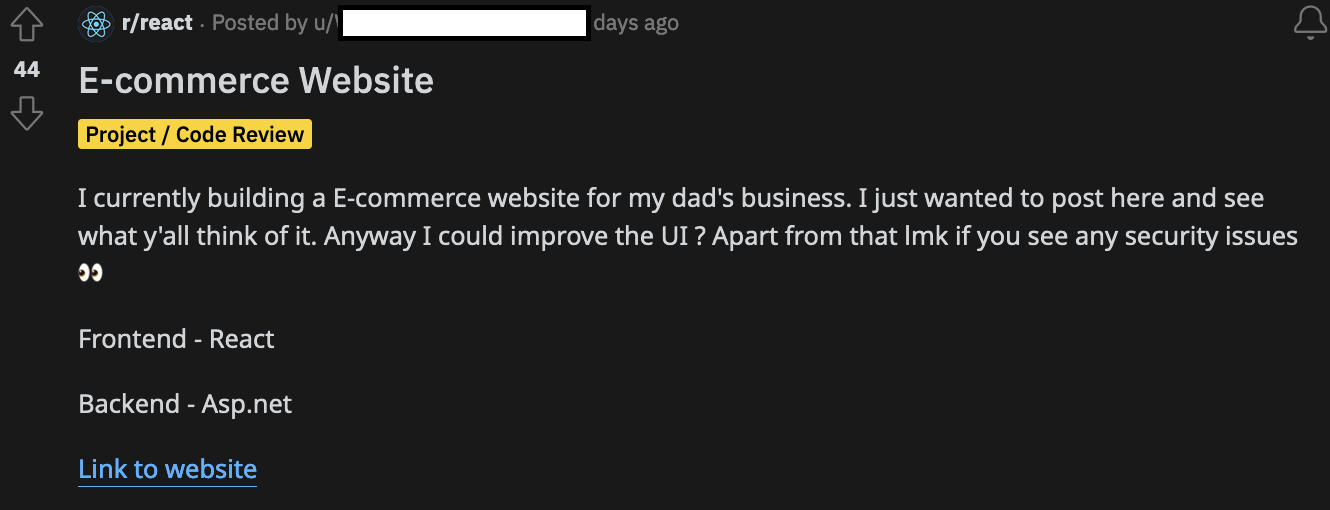 r/react · Posted by u/ days ago
44
E-commerce Website
Project / Code Review
I currently building a E-commerce website for my dad's business. I just wanted to post here and see
what y'all think of it. Anyway I could improve the UI ? Apart from that lmk if you see any security issues
👀
Frontend - React
Backend - Asp.net
Link to website